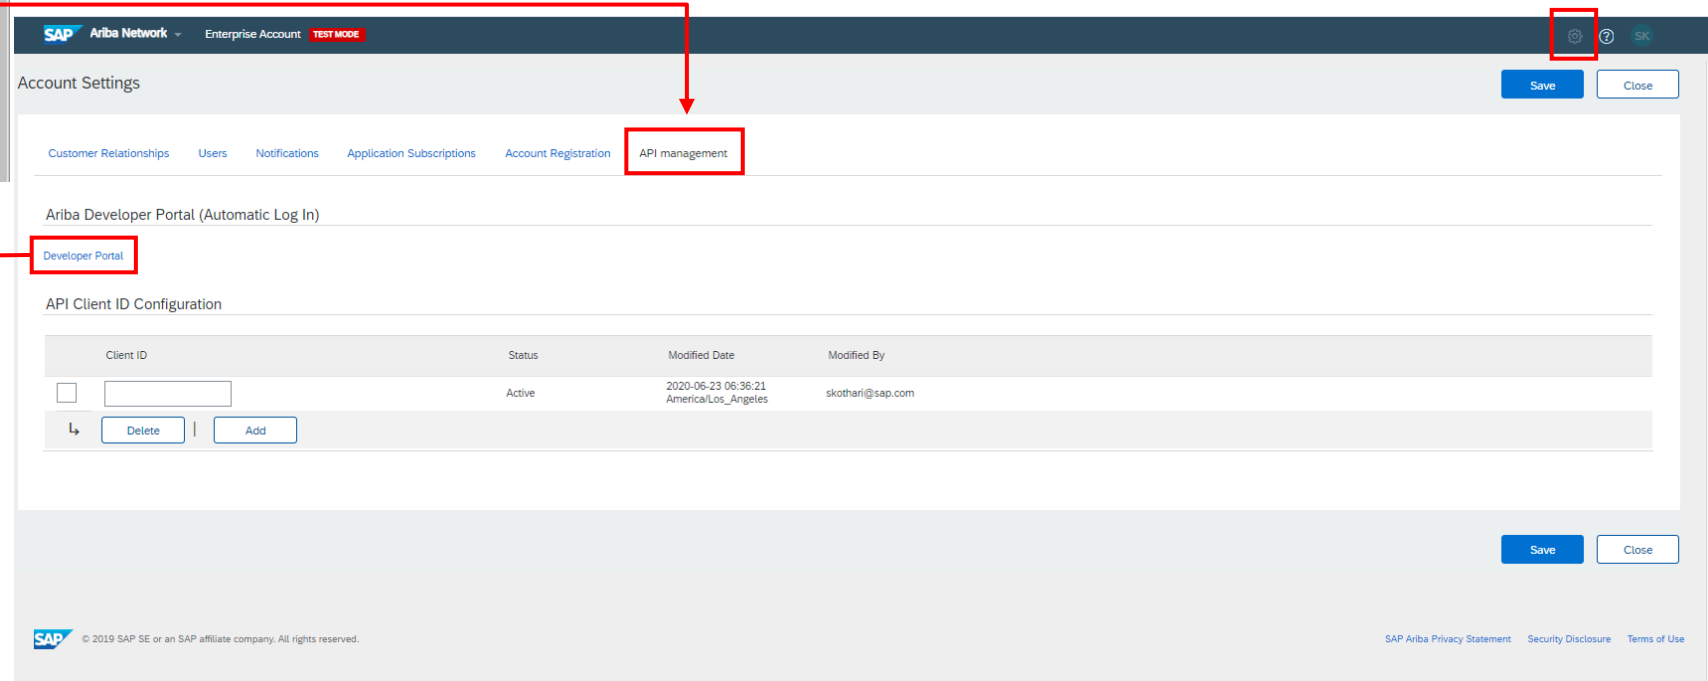 SAP Ariba Network Enterprise Account TEST MODE SK
Account Settings Save Close
Customer Relationships Users Notifications Application Subscriptions Account Registration API management
Ariba Developer Portal (Automatic Log In)
Developer Portal
API Client ID Configuration
Client ID Status Modified Date Modified By
Active 2020-06-23 06:36:21 skothari@sap.com
America/Los_Angeles
Delete | Add
Save Close
SAP © 2019 SAP SE or an SAP affiliate company. All rights reserved. SAP Ariba Privacy Statement Security Disclosure Terms of Use